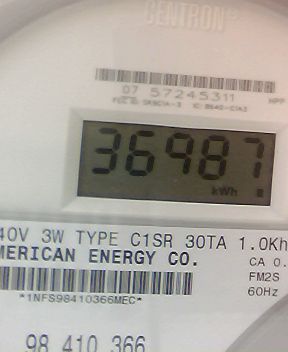 CENTRON®
07 57245311
36987
kWh
40V 3W TYPE C1SR 30TA 1.0Kh
MERICAN ENERGY CO.
CA 0.
FM2S
60Hz
*1NFS98410366MEC*
98 410 366